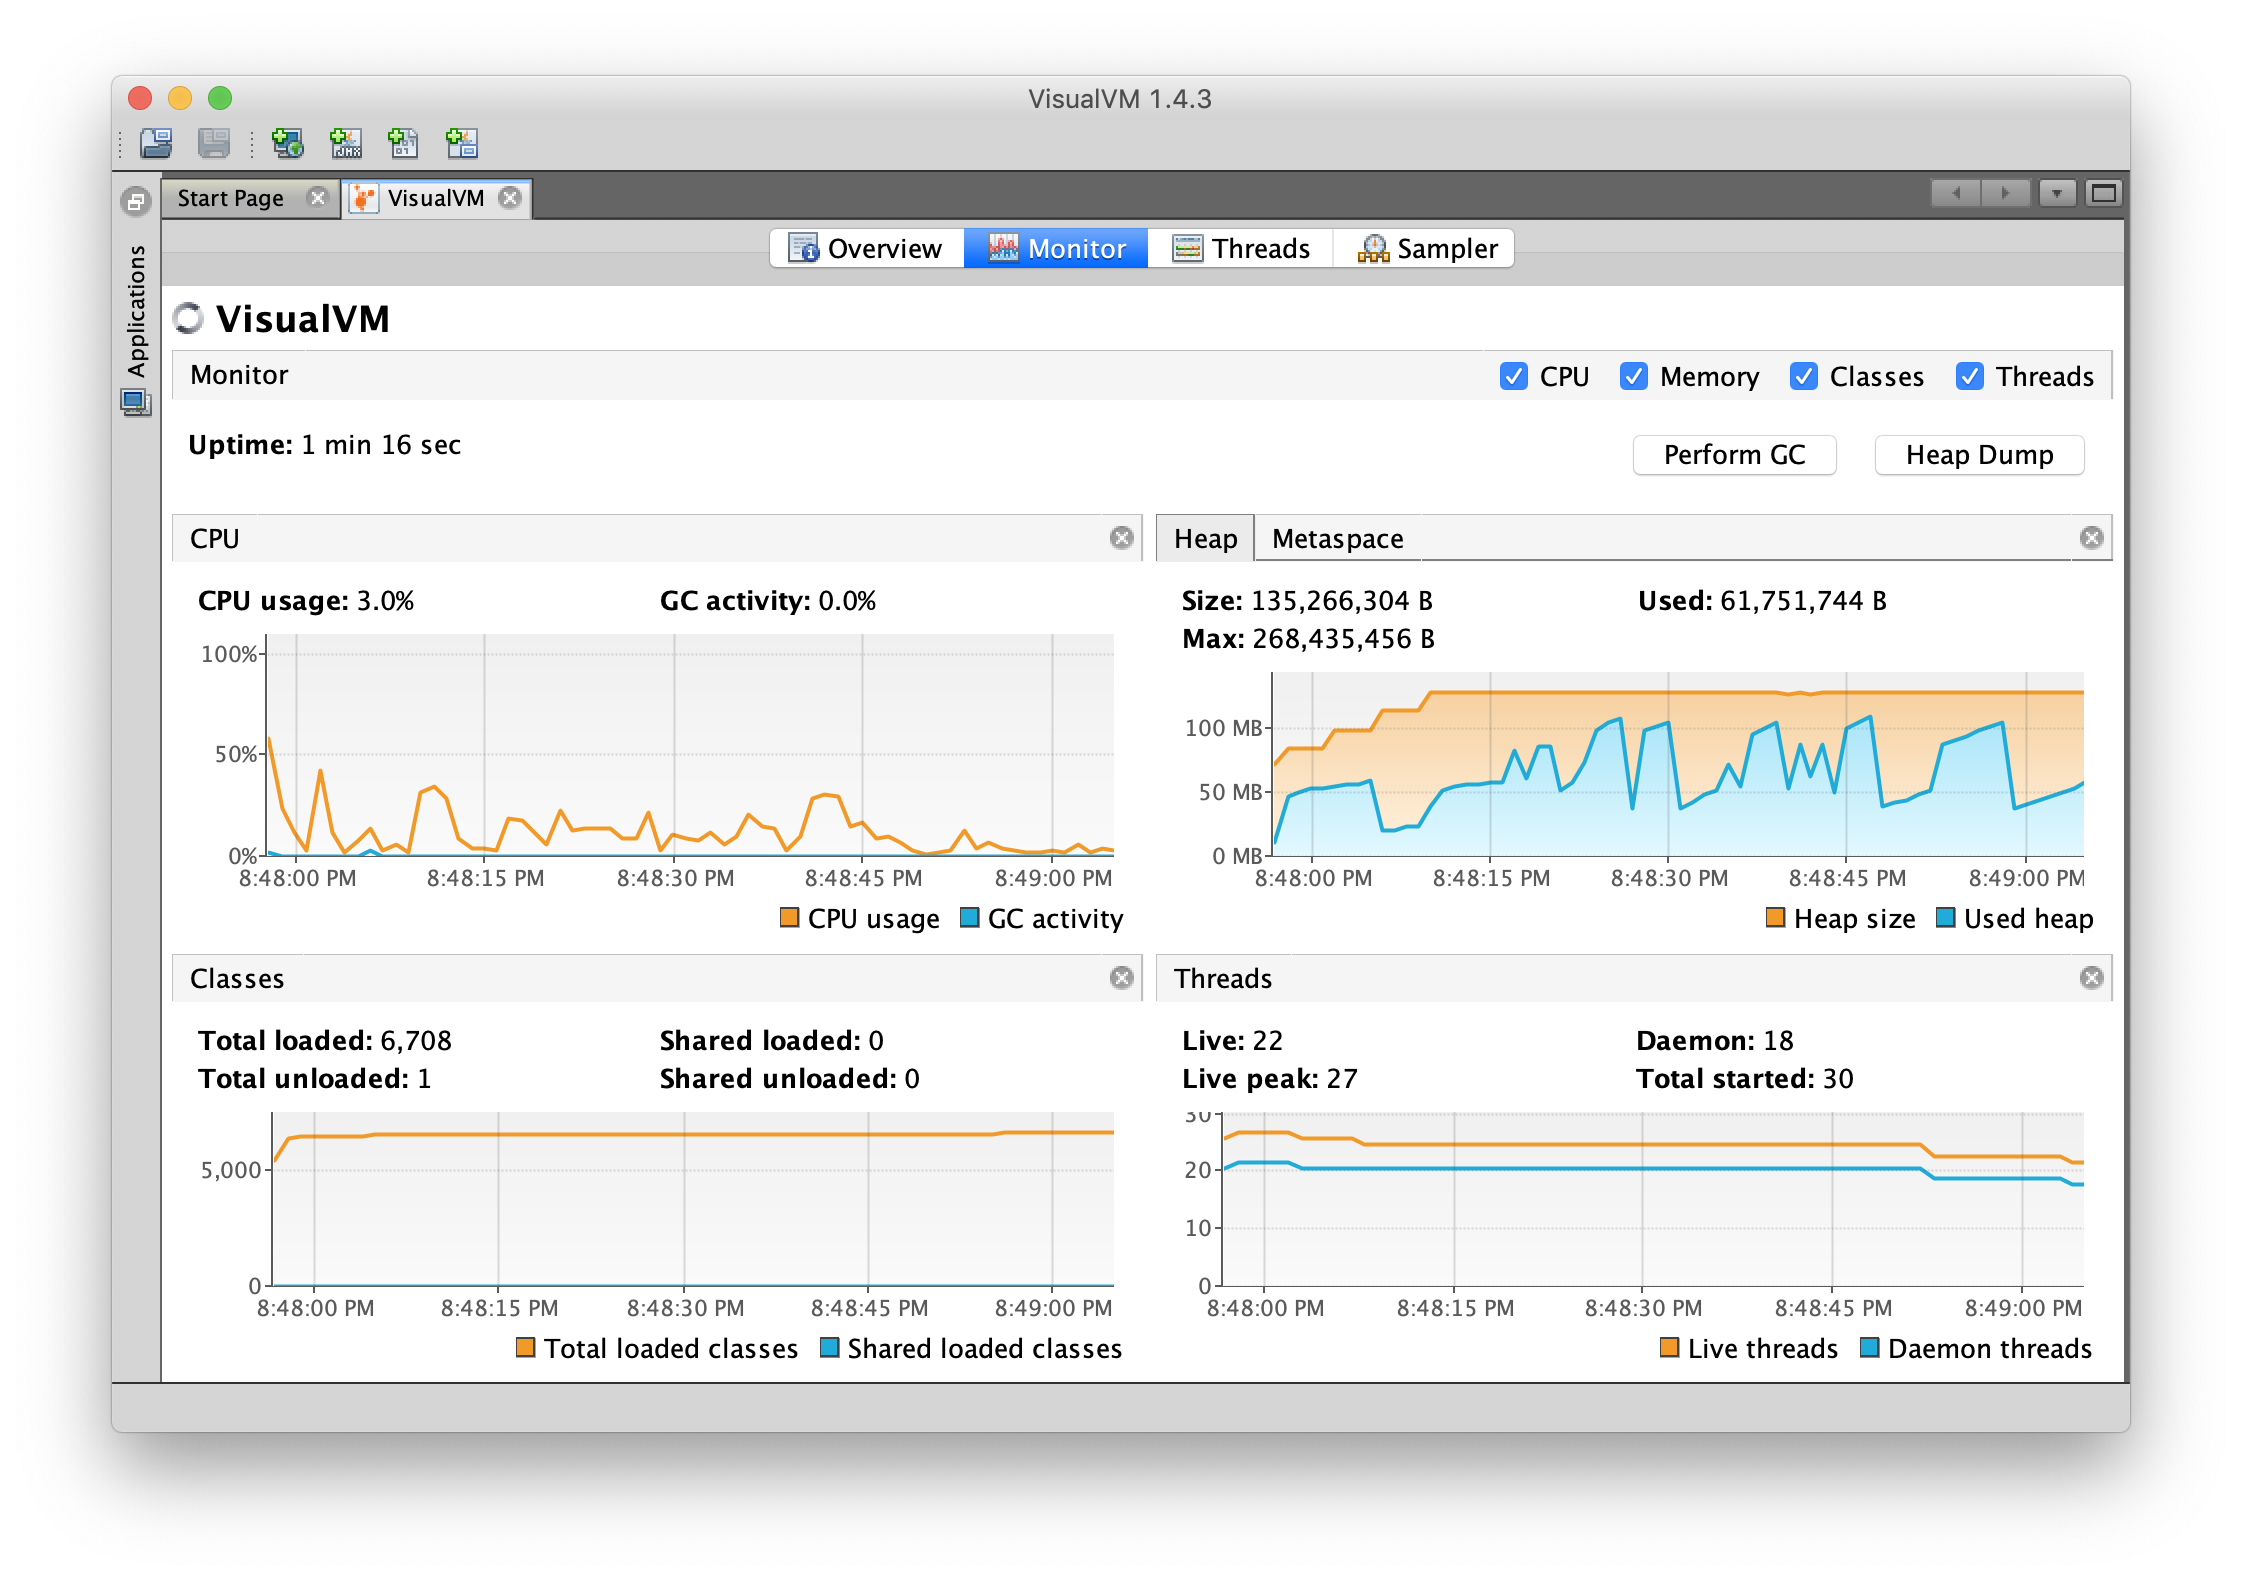 VisualVM 1.4.3
Start Page
VisualVM
Applications
Overview
Monitor
Threads
Sampler
VisualVM
Monitor
CPU
Memory
Classes
Threads
Uptime: 1 min 16 sec
Perform GC
Heap Dump
CPU
CPU usage: 3.0%
GC activity: 0.0%
100%
50%
0%
8:48:00 PM
8:48:15 PM
8:48:30 PM
8:48:45 PM
8:49:00 PM
CPU usage
GC activity
Heap
Metaspace
Size: 135,266,304 B
Used: 61,751,744 B
Max: 268,435,456 B
100 MB
50 MB
0 MB
8:48:00 PM
8:48:15 PM
8:48:30 PM
8:48:45 PM
8:49:00 PM
Heap size
Used heap
Classes
Total loaded: 6,708
Shared loaded: 0
Total unloaded: 1
Shared unloaded: 0
5,000
0
8:48:00 PM
8:48:15 PM
8:48:30 PM
8:48:45 PM
8:49:00 PM
Total loaded classes
Shared loaded classes
Threads
Live: 22
Daemon: 18
Live peak: 27
Total started: 30
30
20
10
0
8:48:00 PM
8:48:15 PM
8:48:30 PM
8:48:45 PM
8:49:00 PM
Live threads
Daemon threads